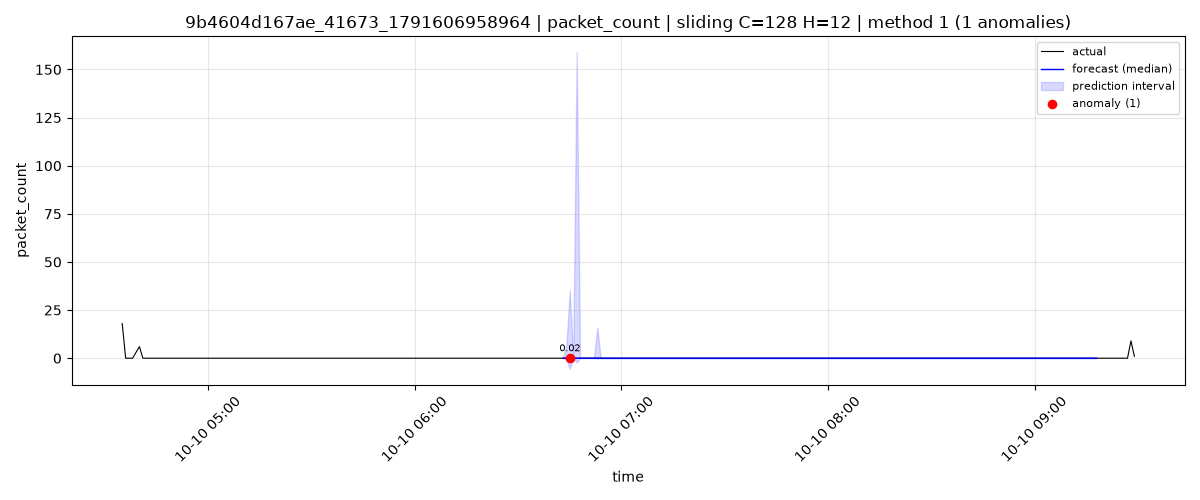 9b4604d167ae_41673_1791606958964 | packet_count | sliding C=128 H=12 | method 1 (1 anomalies)
actual
forecast (median)
prediction interval
anomaly (1)
packet_count
150
125
100
75
50
25
0
0.02
10-10 05:00
10-10 06:00
10-10 07:00
10-10 08:00
10-10 09:00
time